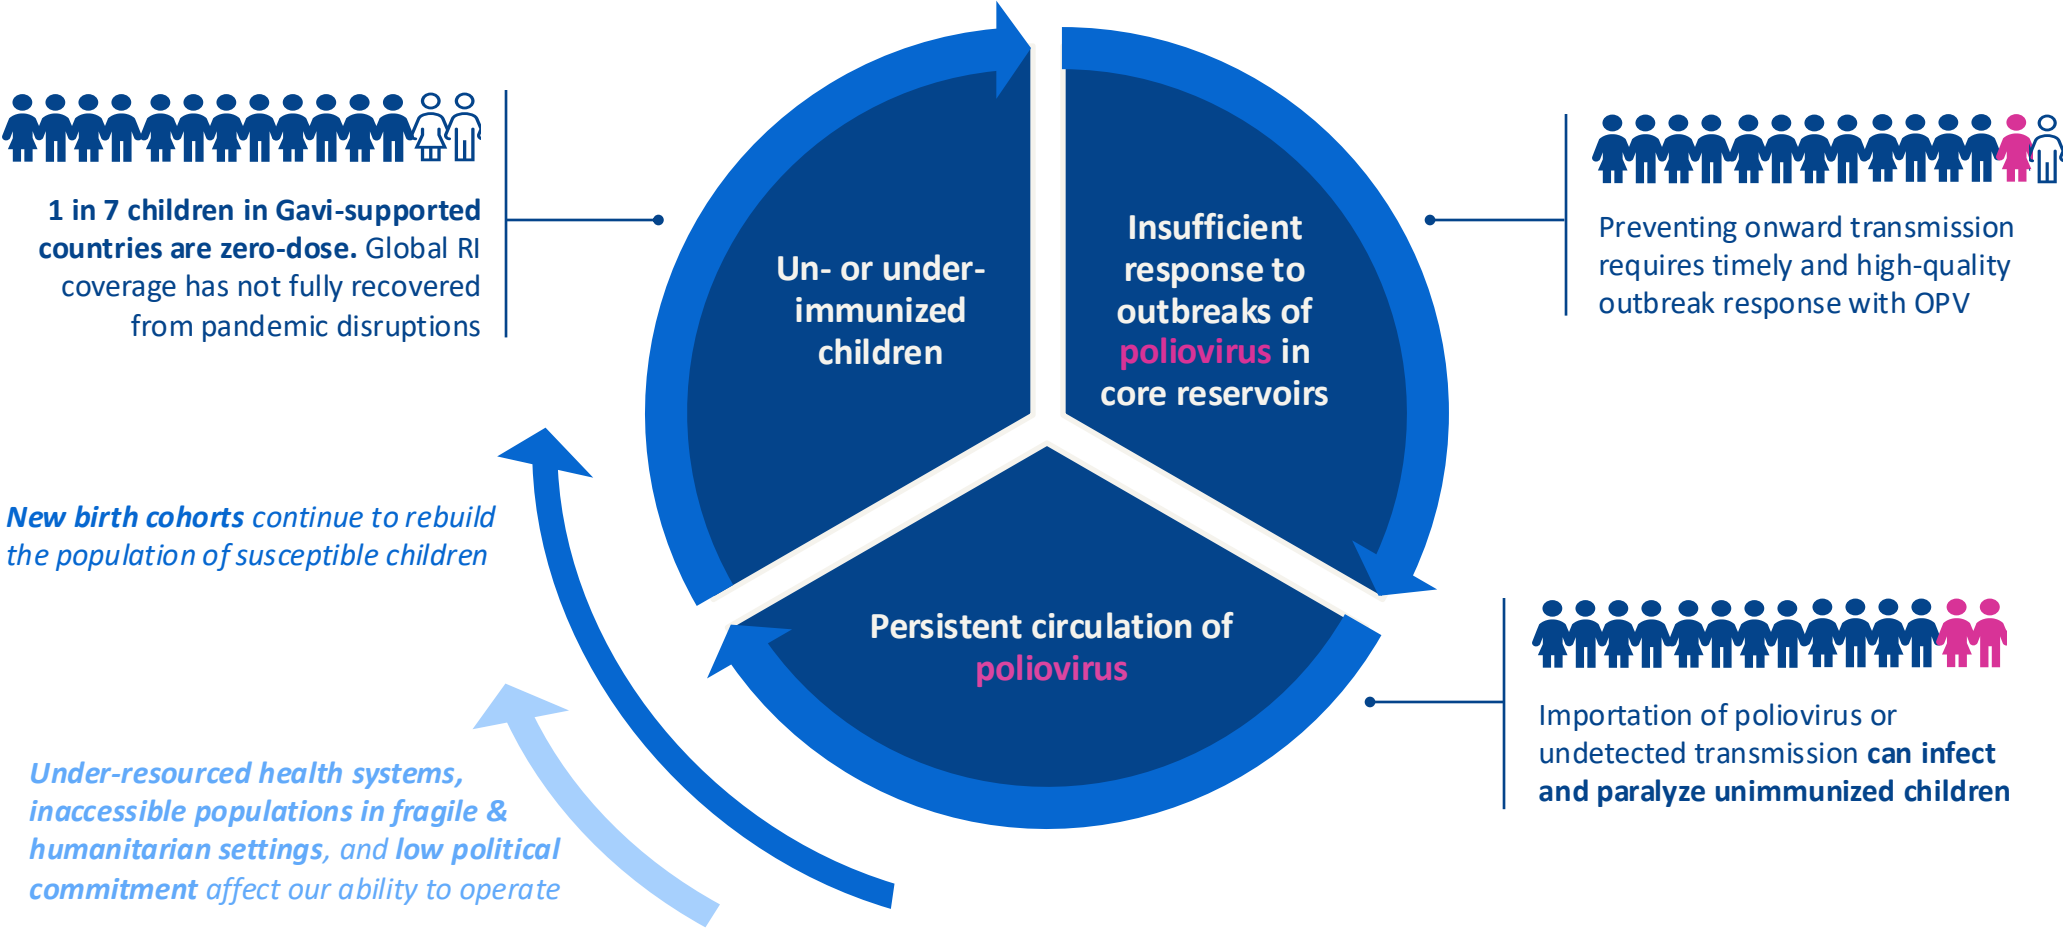 1 in 7 children in Gavi-supported
countries are zero-dose. Global RI
coverage has not fully recovered
from pandemic disruptions
Un- or under-
immunized
children
Insufficient
response to
outbreaks of
poliovirus in
core reservoirs
Preventing onward transmission
requires timely and high-quality
outbreak response with OPV
New birth cohorts continue to rebuild
the population of susceptible children
Persistent circulation of
poliovirus
Importation of poliovirus or
undetected transmission can infect
and paralyze unimmunized children
Under-resourced health systems,
inaccessible populations in fragile &
humanitarian settings, and low political
commitment affect our ability to operate